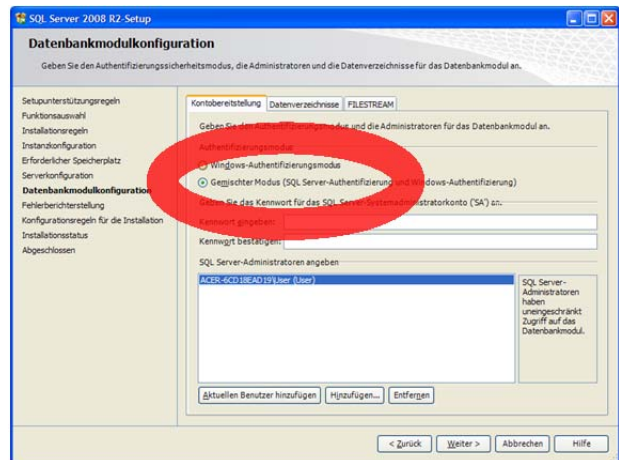 SQL Server 2008 R2-Setup
Datenbankmodulkonfiguration
Geben Sie den Authentifizierungssicherheitsmodus, die Administratoren und die Datenverzeichnisse für das Datenbankmodul an.
Setupunterstützungsregeln
Funktionsauswahl
Installationsregeln
Instanzkonfiguration
Erforderlicher Speicherplatz
Serverkonfiguration
Datenbankmodulkonfiguration
Fehlerberichterstellung
Konfigurationsregeln für die Installation
Installationsstatus
Abgeschlossen
Kontobereitstellung Datenverzeichnisse FILESTREAM
Geben Sie den Authentifizierungsmodus und die Administratoren für das Datenbankmodul an.
Authentifizierungsmodus
Windows-Authentifizierungsmodus
Gemischter Modus (SQL Server-Authentifizierung und Windows-Authentifizierung)
Geben Sie das Kennwort für das SQL Server-Systemadministratorkonto ('SA') an.
Kennwort eingeben:
Kennwort bestätigen:
SQL Server-Administratoren angeben
ACER-6CD18EAD19\User (User)
SQL Server-
Administratoren
haben
uneingeschränkt
Zugriff auf das
Datenbankmodul.
Aktuellen Benutzer hinzufügen Hinzufügen... Entfernen
< Zurück Weiter > Abbrechen Hilfe